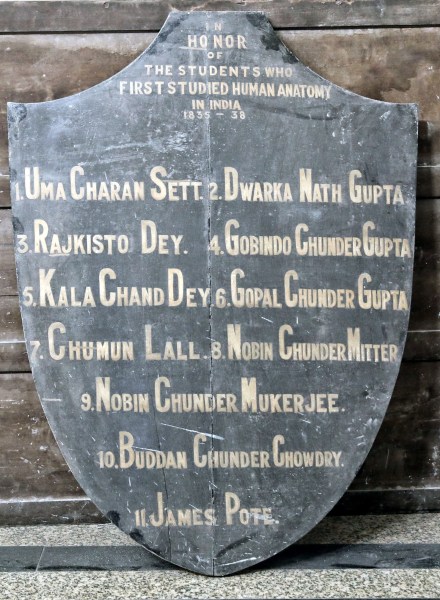 IN
HONOR
OF
THE STUDENTS WHO
FIRST STUDIED HUMAN ANATOMY
IN INDIA
1835 - 38
1. UMA CHARAN SETT. 2. DWARKA NATH GUPTA
3. RAJKISTO DEY. 4. GOBINDO CHUNDER GUPTA
5. KALA CHAND DEY. 6. GOPAL CHUNDER GUPTA
7. CHUMUN LALL. 8. NOBIN CHUNDER MITTER
9. NOBIN CHUNDER MUKERJEE.
10. BUDDAN CHUNDER CHOWDRY.
11. JAMES POTE.